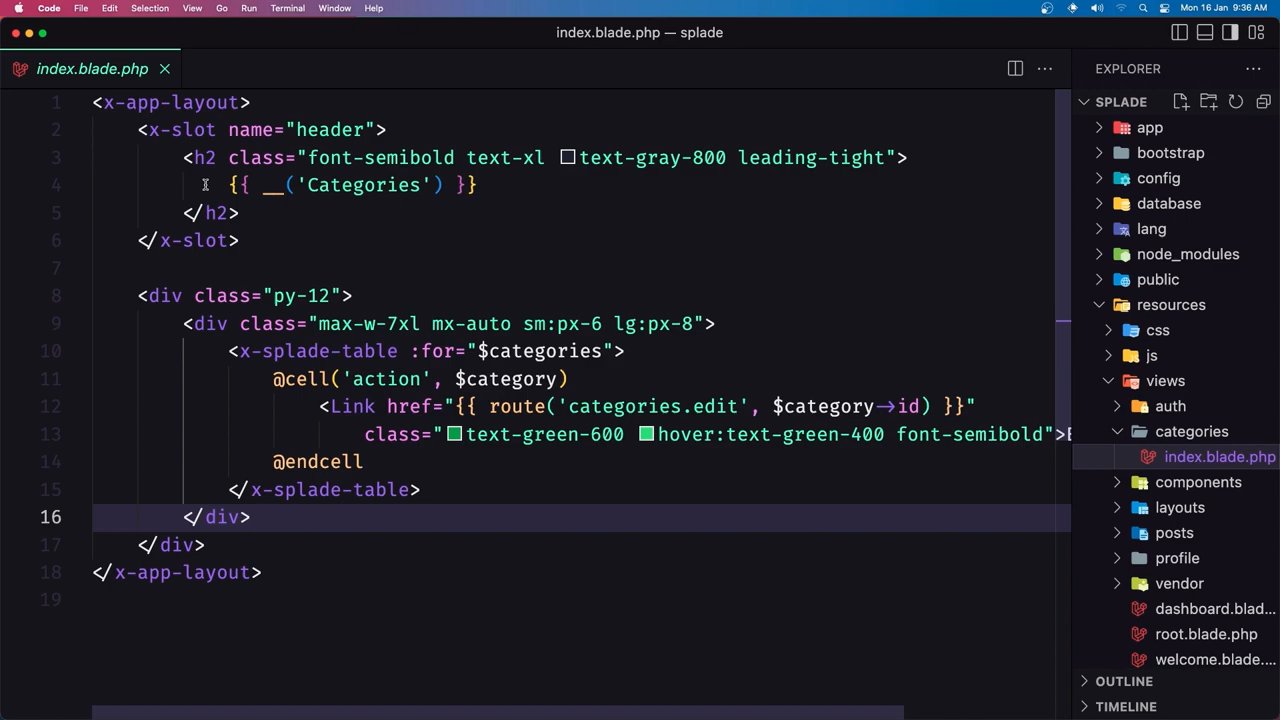 Code File Edit Selection View Go Run Terminal Window Help Mon 16 Jan 9:36 AM
index.blade.php — splade
index.blade.php
EXPLORER
SPLADE
1 <x-app-layout>
2 <x-slot name="header">
3 <h2 class="font-semibold text-xl text-gray-800 leading-tight">
4 {{ __('Categories') }}
5 </h2>
6 </x-slot>
7
8 <div class="py-12">
9 <div class="max-w-7xl mx-auto sm:px-6 lg:px-8">
10 <x-splade-table :for="$categories">
11 @cell('action', $category)
12 <Link href="{{ route('categories.edit', $category->id) }}"
13 class="text-green-600 hover:text-green-400 font-semibold">
14 @endcell
15 </x-splade-table>
16 </div>
17 </div>
18 </x-app-layout>
19
app
bootstrap
config
database
lang
node_modules
public
resources
css
js
views
auth
categories
index.blade.php
components
layouts
posts
profile
vendor
dashboard.blad...
root.blade.php
welcome.blade....
OUTLINE
TIMELINE